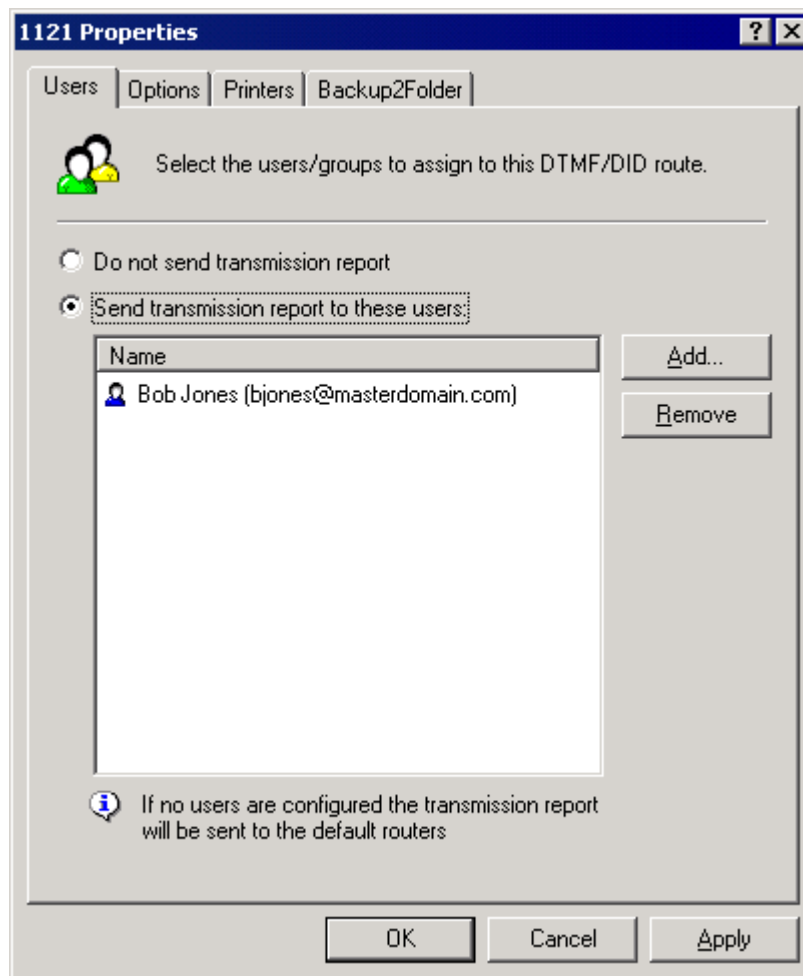 1121 Properties
Users Options Printers Backup2Folder
Select the users/groups to assign to this DTMF/DID route.
Do not send transmission report
Send transmission report to these users:
Name
Add...
Bob Jones (bjones@masterdomain.com)
Remove
If no users are configured the transmission report
will be sent to the default routers
OK Cancel Apply